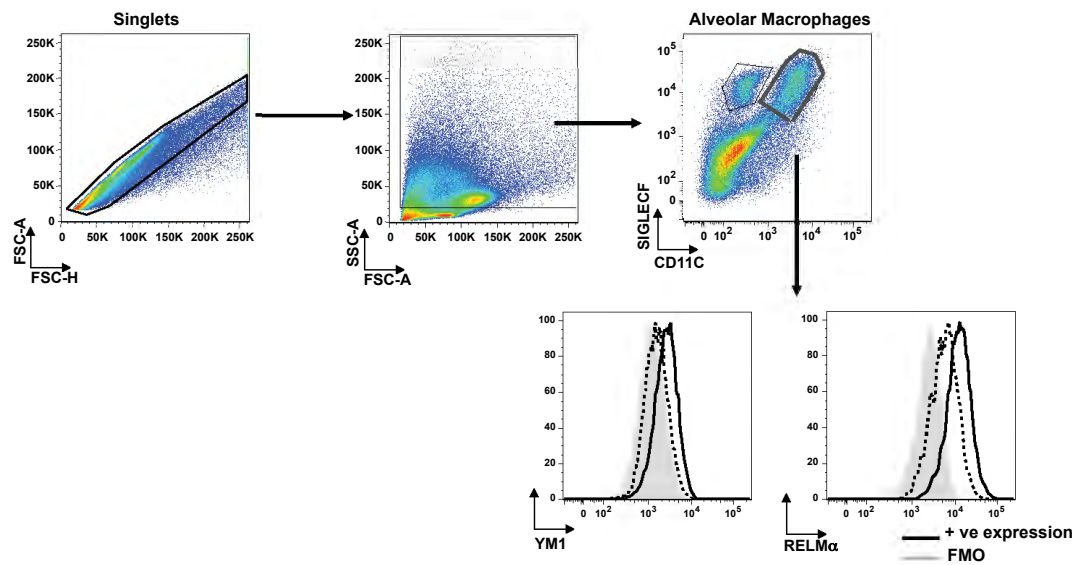 Singlets
250K
200K
150K
100K
50K
0
0 50K 100K 150K 200K 250K
FSC-A
FSC-H
250K
200K
150K
100K
50K
0
0 50K 100K 150K 200K 250K
SSC-A
FSC-A
Alveolar Macrophages
10^5
10^4
10^3
10^2
0
0 10^2 10^3 10^4 10^5
SIGLECF
CD11C
100
80
60
40
20
0
0 10^2 10^3 10^4 10^5
YM1
100
80
60
40
20
0
0 10^2 10^3 10^4 10^5
RELMα
+ ve expression
FMO